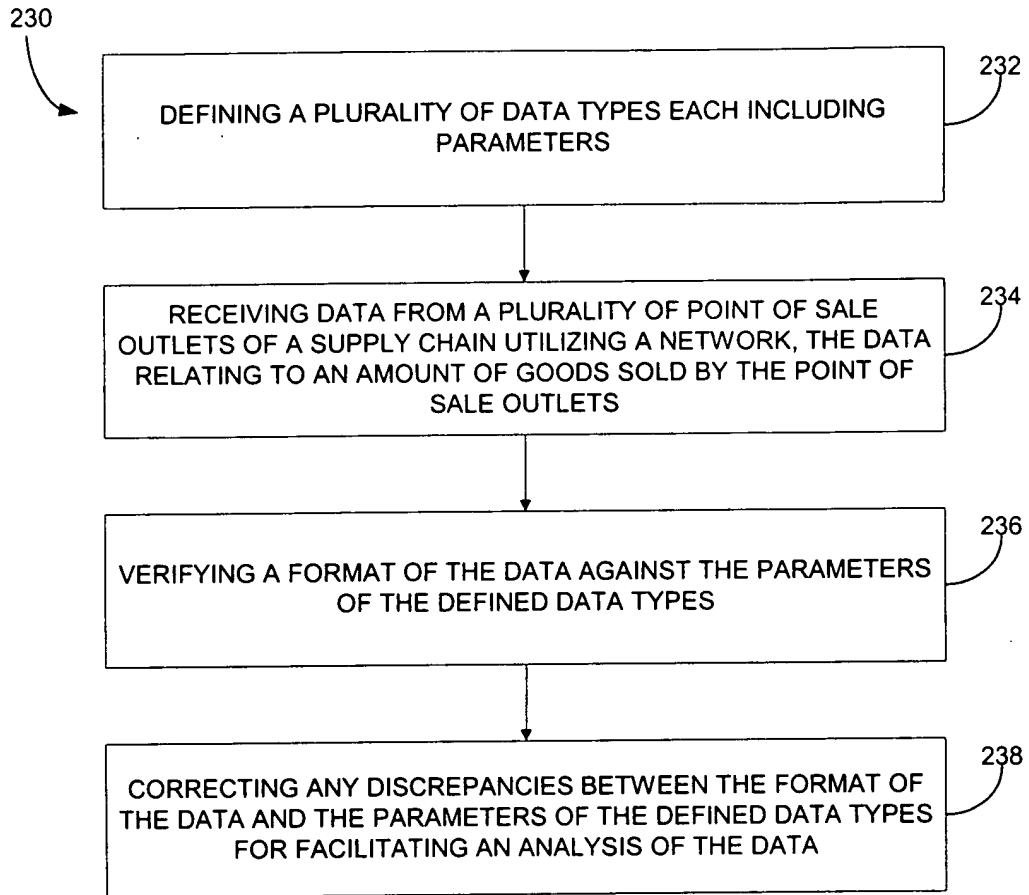 230
232
DEFINING A PLURALITY OF DATA TYPES EACH INCLUDING
PARAMETERS
234
RECEIVING DATA FROM A PLURALITY OF POINT OF SALE
OUTLETS OF A SUPPLY CHAIN UTILIZING A NETWORK, THE DATA
RELATING TO AN AMOUNT OF GOODS SOLD BY THE POINT OF
SALE OUTLETS
236
VERIFYING A FORMAT OF THE DATA AGAINST THE PARAMETERS
OF THE DEFINED DATA TYPES
238
CORRECTING ANY DISCREPANCIES BETWEEN THE FORMAT OF
THE DATA AND THE PARAMETERS OF THE DEFINED DATA TYPES
FOR FACILITATING AN ANALYSIS OF THE DATA